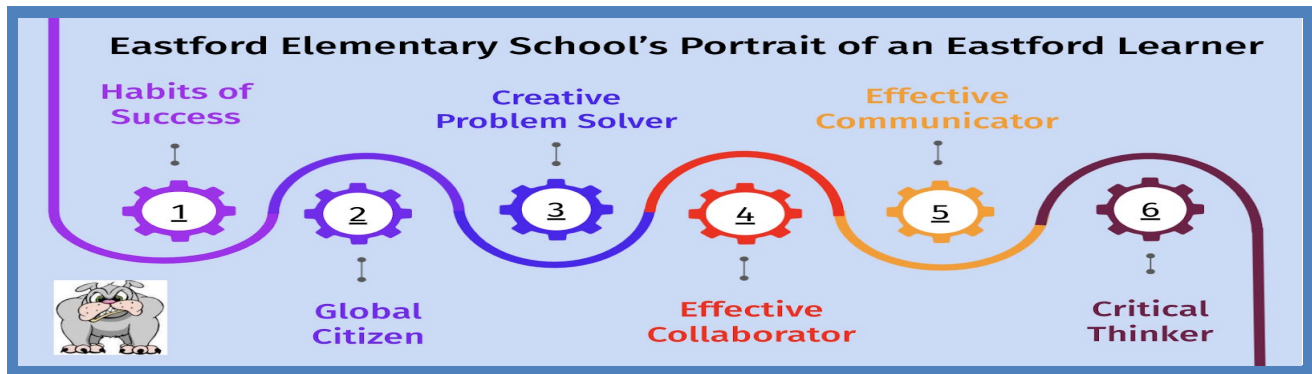 Eastford Elementary School's Portrait of an Eastford Learner
Habits of
Success
1
2
Global
Citizen
Creative
Problem Solver
3
4
Effective
Collaborator
Effective
Communicator
5
6
Critical
Thinker